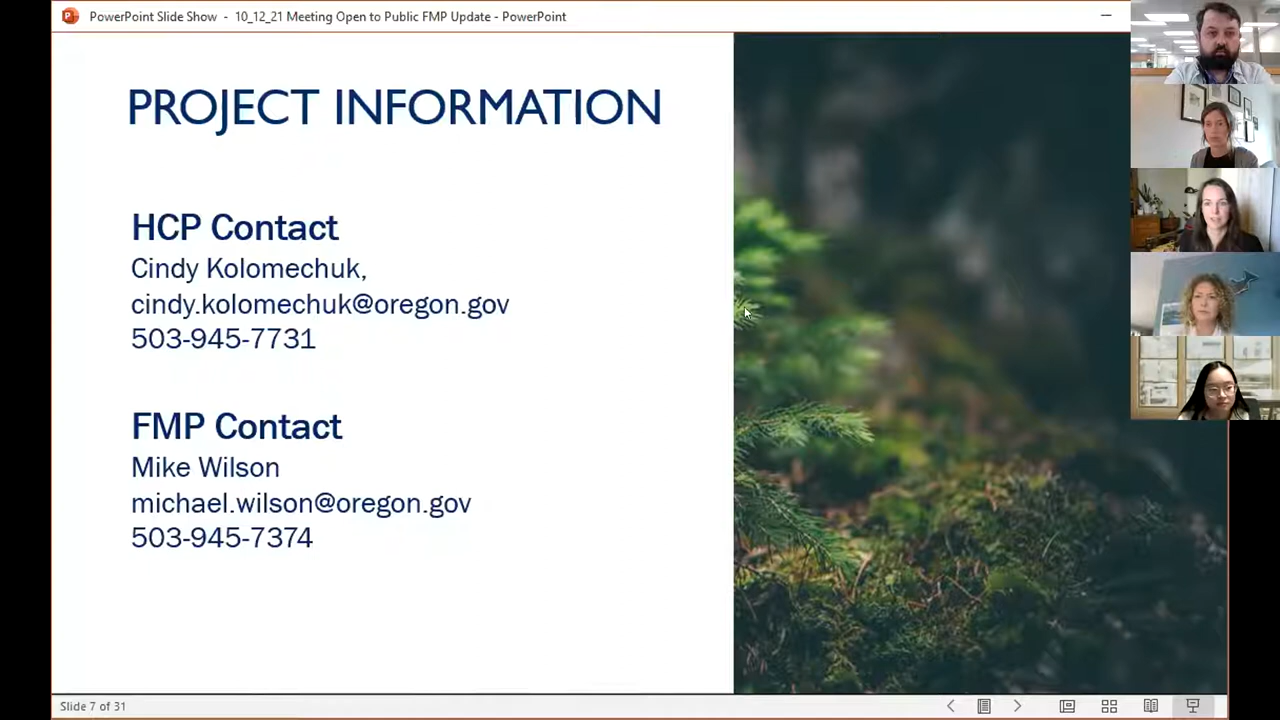 PowerPoint Slide Show - 10_12_21 Meeting Open to Public FMP Update - PowerPoint
PROJECT INFORMATION
HCP Contact
Cindy Kolomechuk,
cindy.kolomechuk@oregon.gov
503-945-7731
FMP Contact
Mike Wilson
michael.wilson@oregon.gov
503-945-7374
Slide 7 of 31